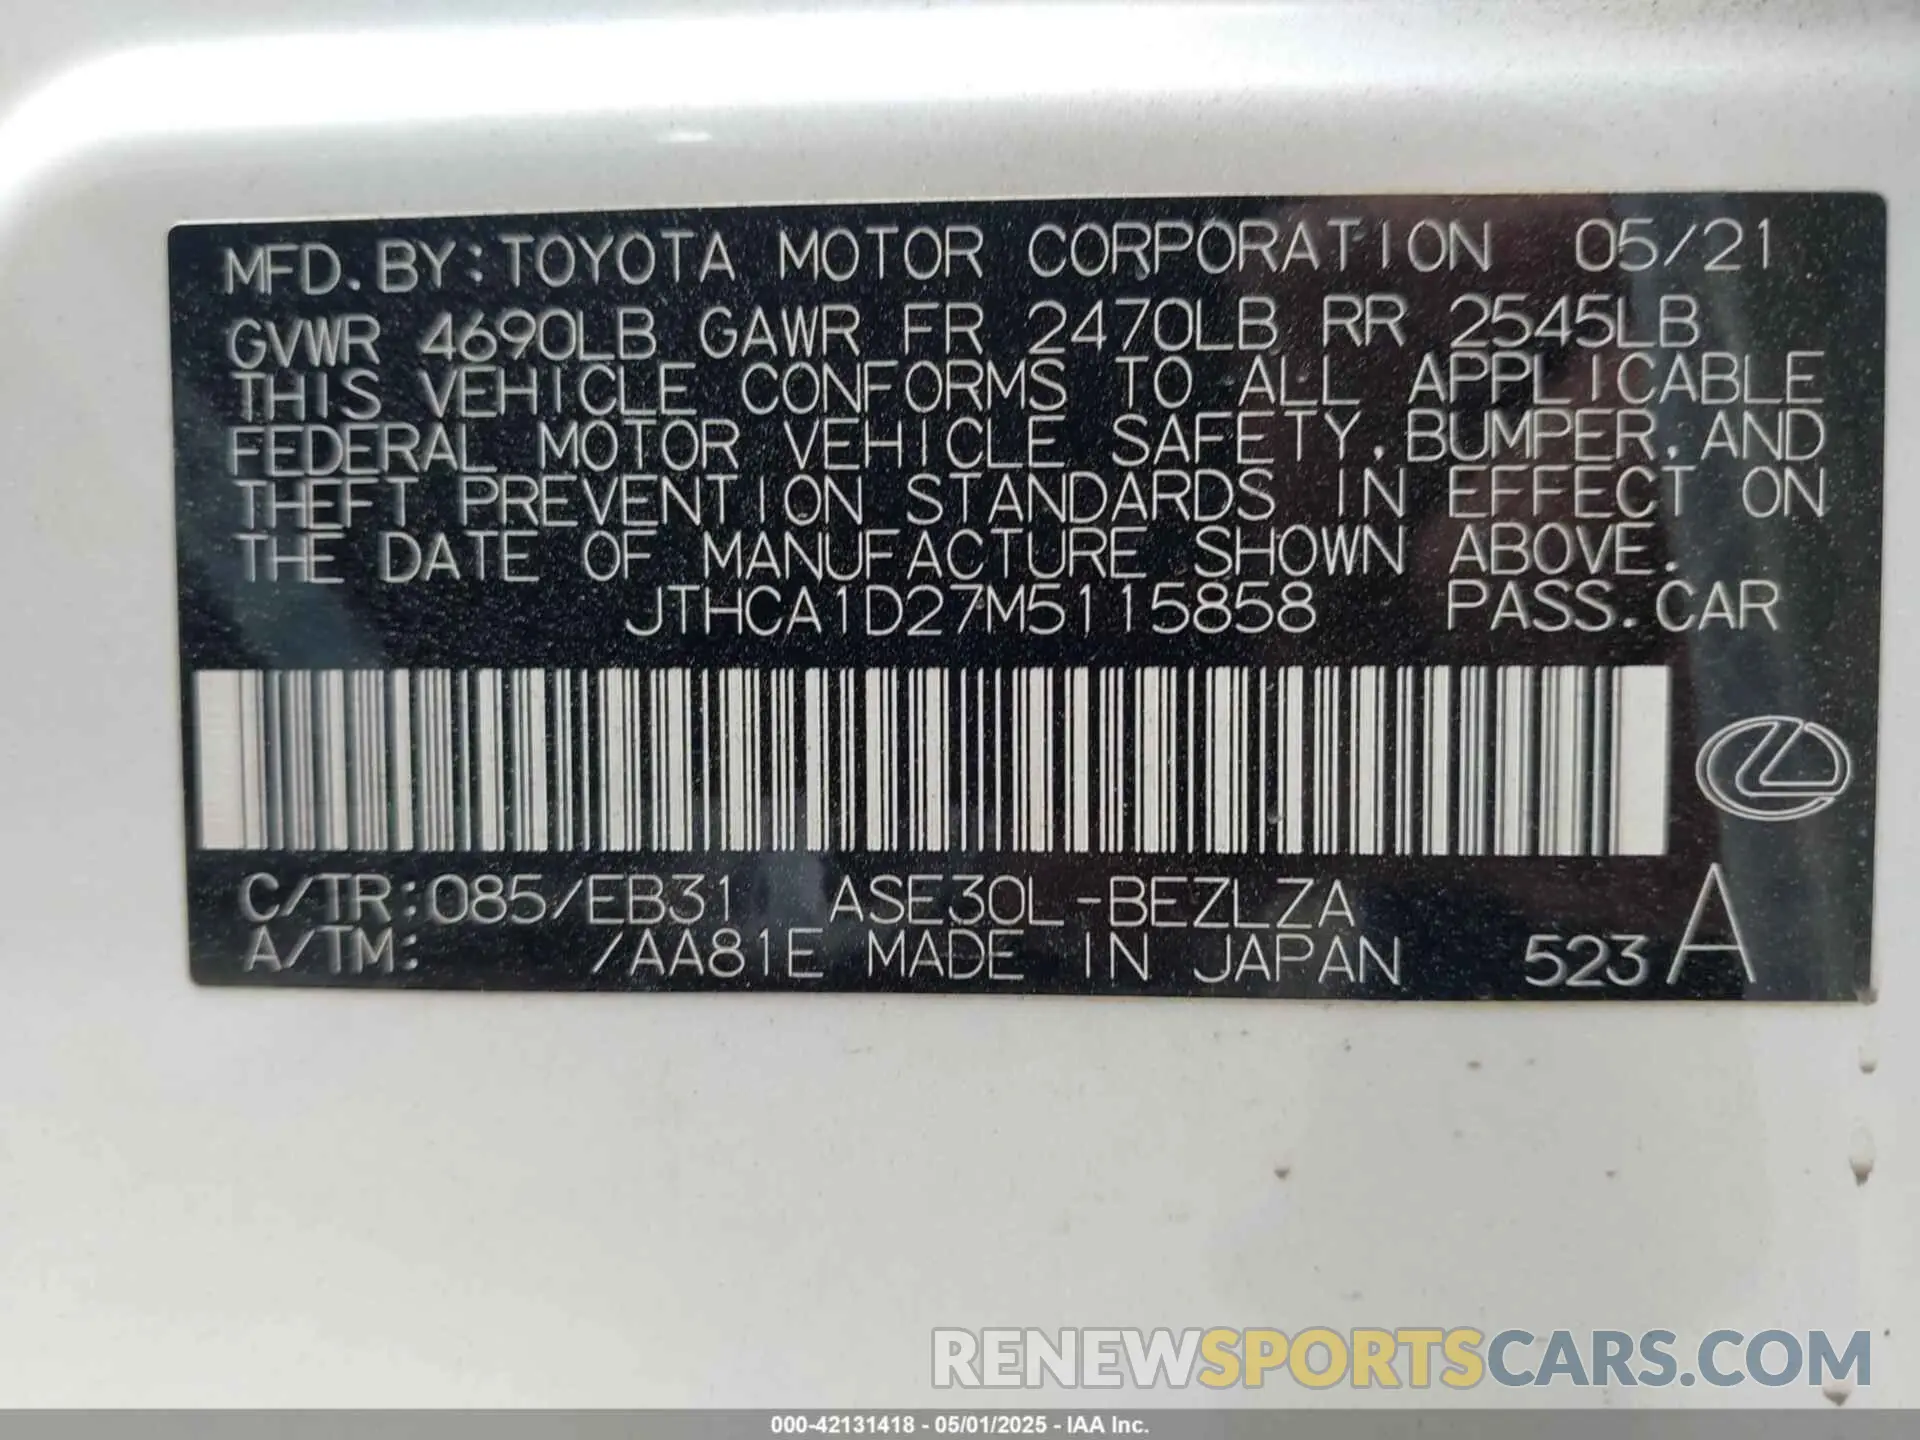 MFD. BY: TOYOTA MOTOR CORPORATION 05/21
GVWR 4690LB GAWR FR 2470LB RR 2545LB
THIS VEHICLE CONFORMS TO ALL APPLICABLE
FEDERAL MOTOR VEHICLE SAFETY, BUMPER, AND
THEFT PREVENTION STANDARDS IN EFFECT ON
THE DATE OF MANUFACTURE SHOWN ABOVE.
JTHCA1D27M5115858 PASS. CAR
C/TR: 085/EB31 ASE30L-BEZLZA
A/TM: /AA81E MADE IN JAPAN 523 A
RENEWSPORTSCARS.COM
000-42131418 - 05/01/2025 - IAA Inc.